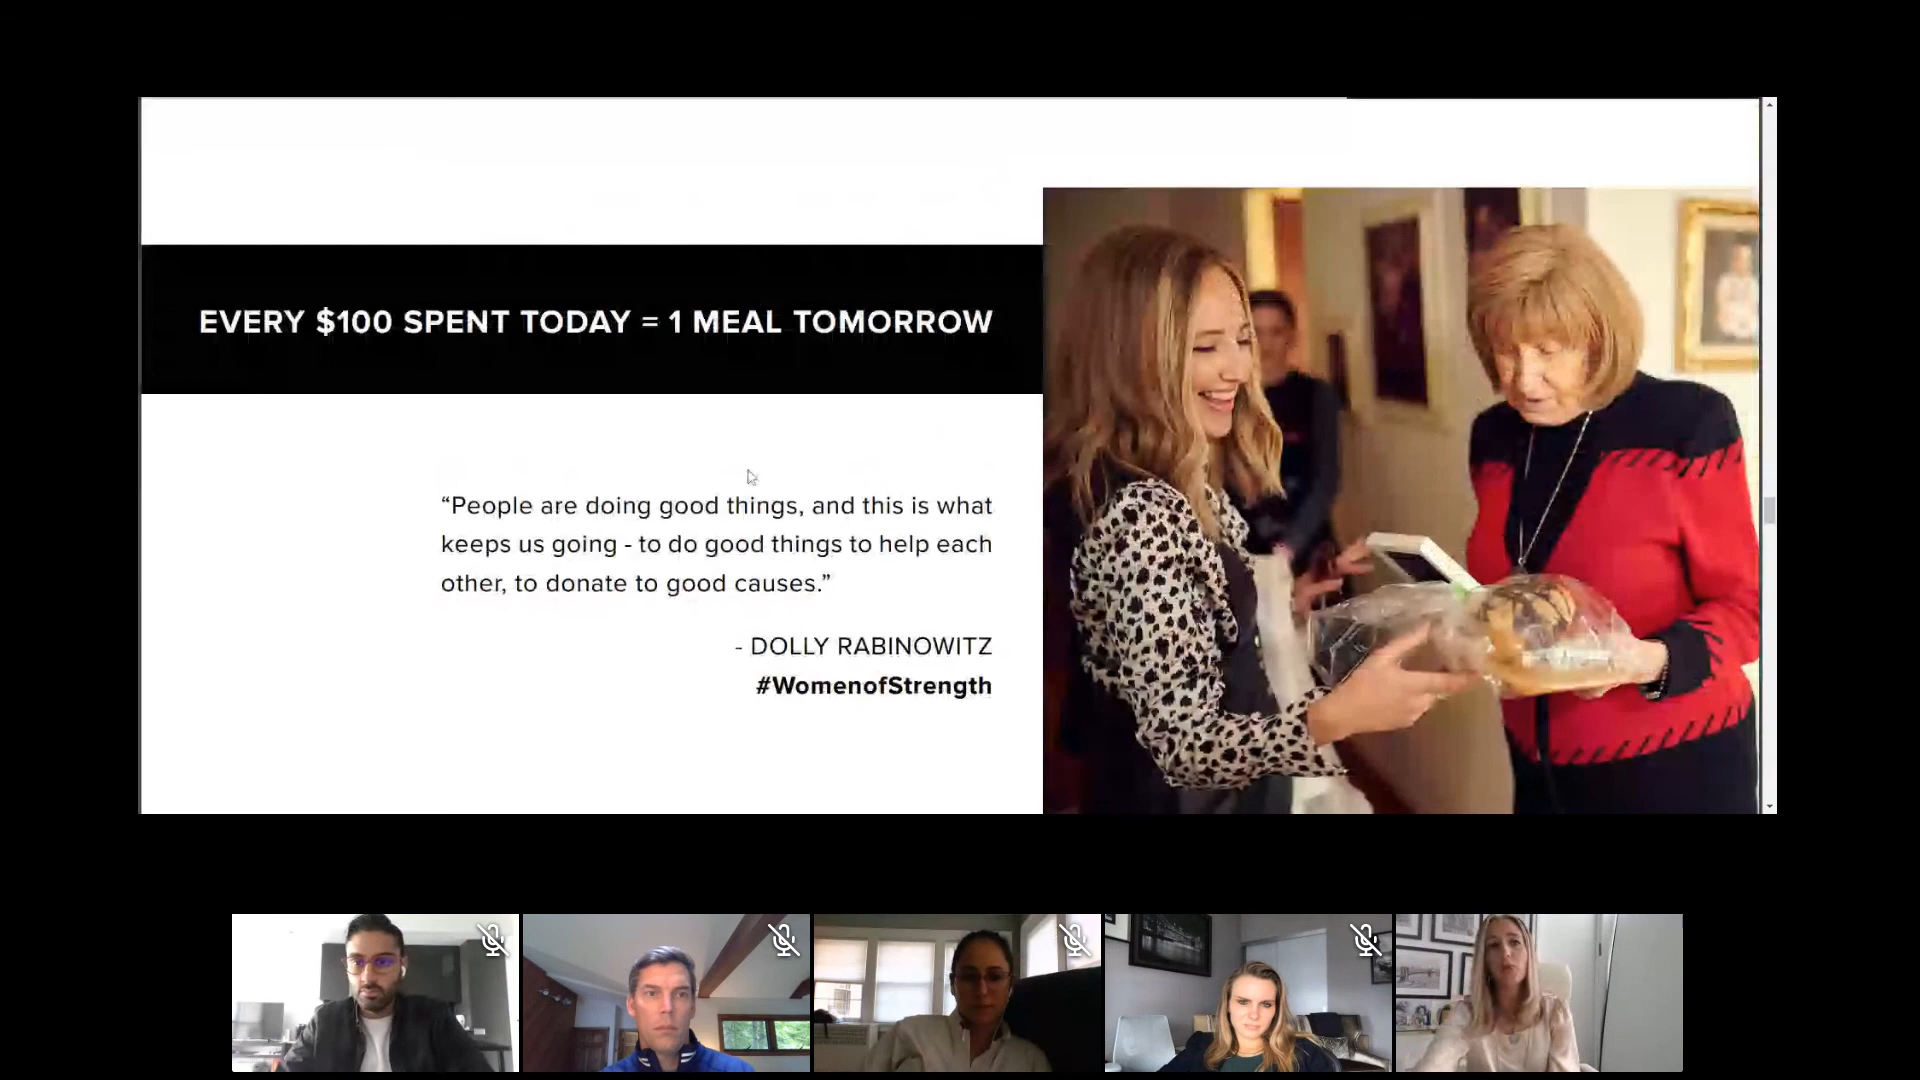 EVERY $100 SPENT TODAY = 1 MEAL TOMORROW
“People are doing good things, and this is what
keeps us going - to do good things to help each
other, to donate to good causes.”
- DOLLY RABINOWITZ
#WomenofStrength